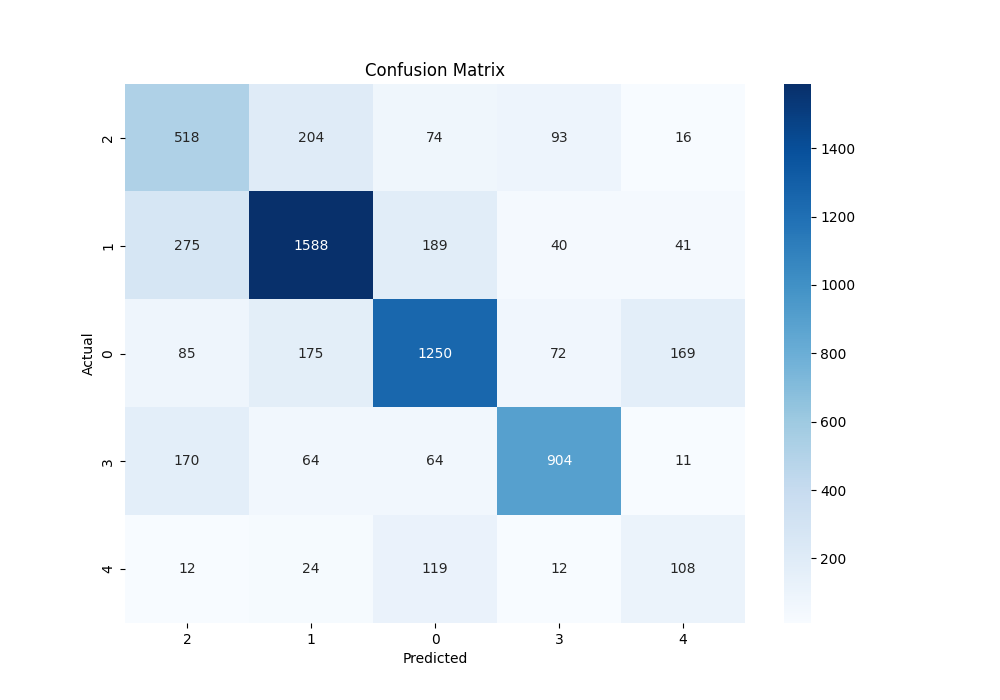 Confusion Matrix
2 518 204 74 93 16
1 275 1588 189 40 41
0 85 175 1250 72 169
3 170 64 64 904 11
4 12 24 119 12 108
2 1 0 3 4
Predicted
Actual
1400
1200
1000
800
600
400
200